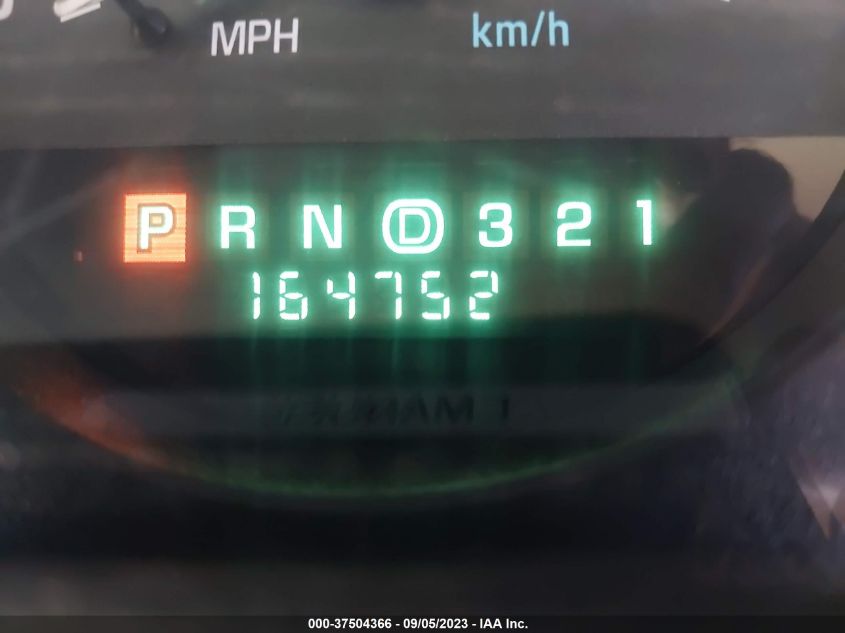 MPH km/h
P R N D 3 2 1
164752
000-37504366 - 09/05/2023 - IAA Inc.